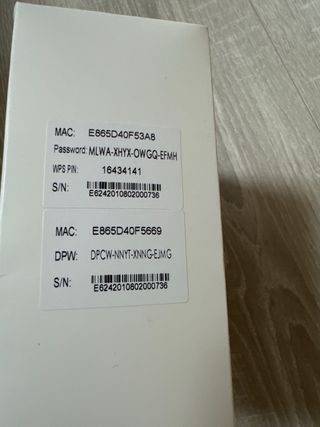 MAC: E865D40F53A8
Password: MLWA-XHYX-OWGQ-EFMH
WPS PIN: 16434141
S/N:
E6242010802000736
MAC: E865D40F5669
DPW: DPCW-NNYT-XNNG-EJMG
S/N:
E6242010802000736